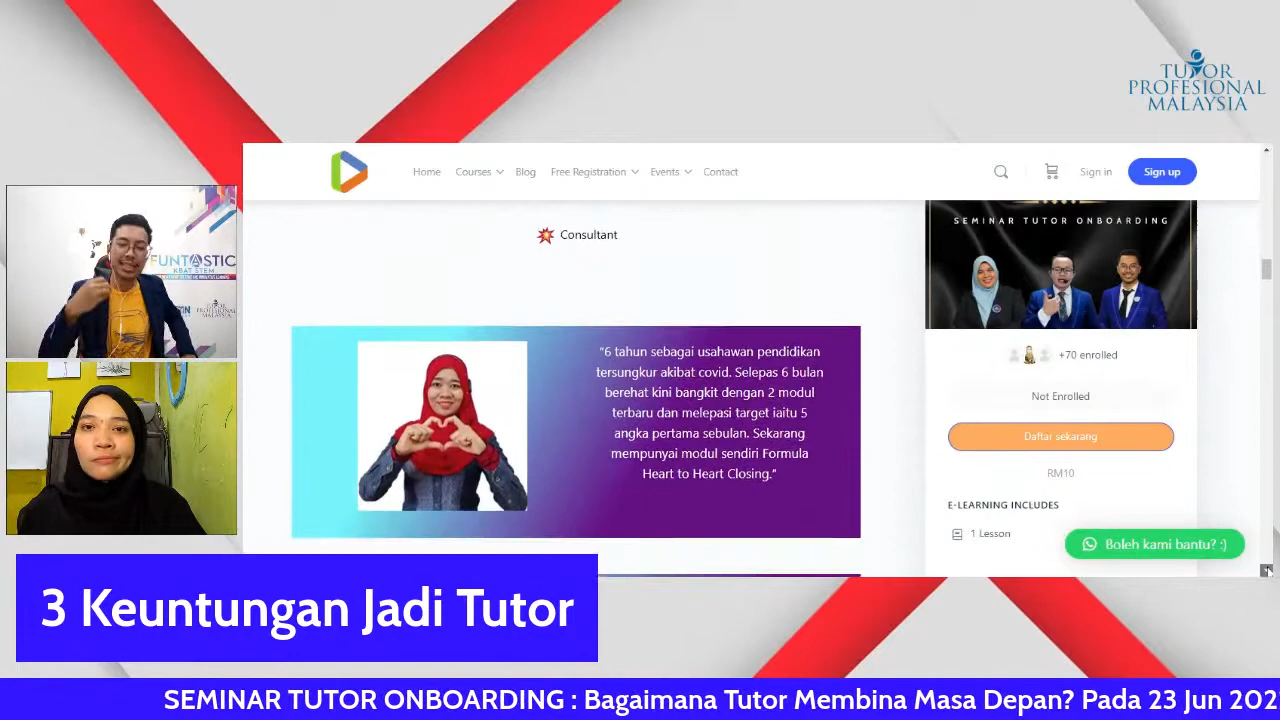 TUTOR
PROFESIONAL
MALAYSIA
Home Courses Blog Free Registration Events Contact
Sign in
Sign up
FUNTASTIC
KBAT STEM
Consultant
SEMINAR TUTOR ONBOARDING
"6 tahun sebagai usahawan pendidikan
tersungkur akibat covid. Selepas 6 bulan
berehat kini bangkit dengan 2 modul
terbaru dan melepasi target iaitu 5
angka pertama sebulan. Sekarang
mempunyai modul sendiri Formula
Heart to Heart Closing."
+70 enrolled
Not Enrolled
Daftar sekarang
RM10
E-LEARNING INCLUDES
1 Lesson
Boleh kami bantu? :)
3 Keuntungan Jadi Tutor
SEMINAR TUTOR ONBOARDING : Bagaimana Tutor Membina Masa Depan? Pada 23 Jun 202